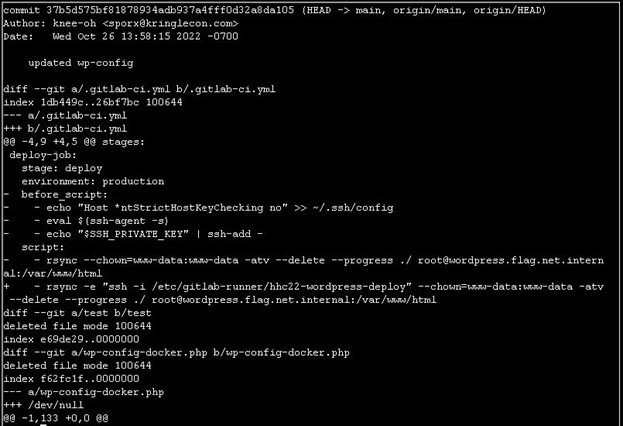 commit 37b5d575bf81878934adb937a4fff0d32a8da105 (HEAD -> main, origin/main, origin/HEAD)
Author: knee-oh <sporx@kringlecon.com>
Date:   Wed Oct 26 13:58:15 2022 -0700
    updated wp-config
diff --git a/.gitlab-ci.yml b/.gitlab-ci.yml
index 1db449c..26bf7bc 100644
--- a/.gitlab-ci.yml
+++ b/.gitlab-ci.yml
@@ -4,9 +4,5 @@ stages:
 deploy-job:
   stage: deploy
   environment: production
-  before_script:
-    - echo "Host *ntStrictHostKeyChecking no" >> ~/.ssh/config
-    - eval $(ssh-agent -s)
-    - echo "$SSH_PRIVATE_KEY" | ssh-add -
   script:
-    - rsync --chown=www-data:www-data -atv --delete --progress ./ root@wordpress.flag.net.intern
al:/var/www/html
+    - rsync -e "ssh -i /etc/gitlab-runner/hhc22-wordpress-deploy" --chown=www-data:www-data -atv
 --delete --progress ./ root@wordpress.flag.net.internal:/var/www/html
diff --git a/test b/test
deleted file mode 100644
index e69de29..0000000
diff --git a/wp-config-docker.php b/wp-config-docker.php
deleted file mode 100644
index f62fc1f..0000000
--- a/wp-config-docker.php
+++ /dev/null
@@ -1,133 +0,0 @@